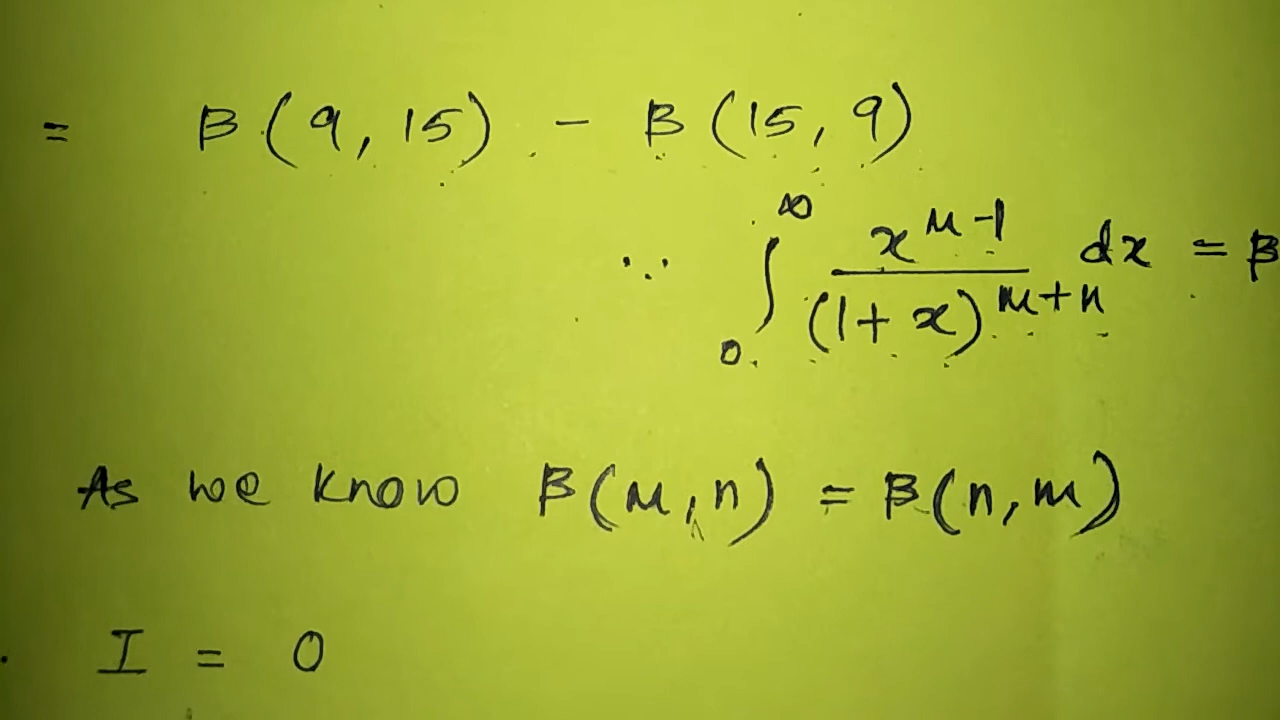 = β(9, 15) - β(15, 9)
∵ ∫₀^∞ x^(m-1) / (1+x)^(m+n) dx = β
As we know β(m,n) = β(n,m)
I = 0